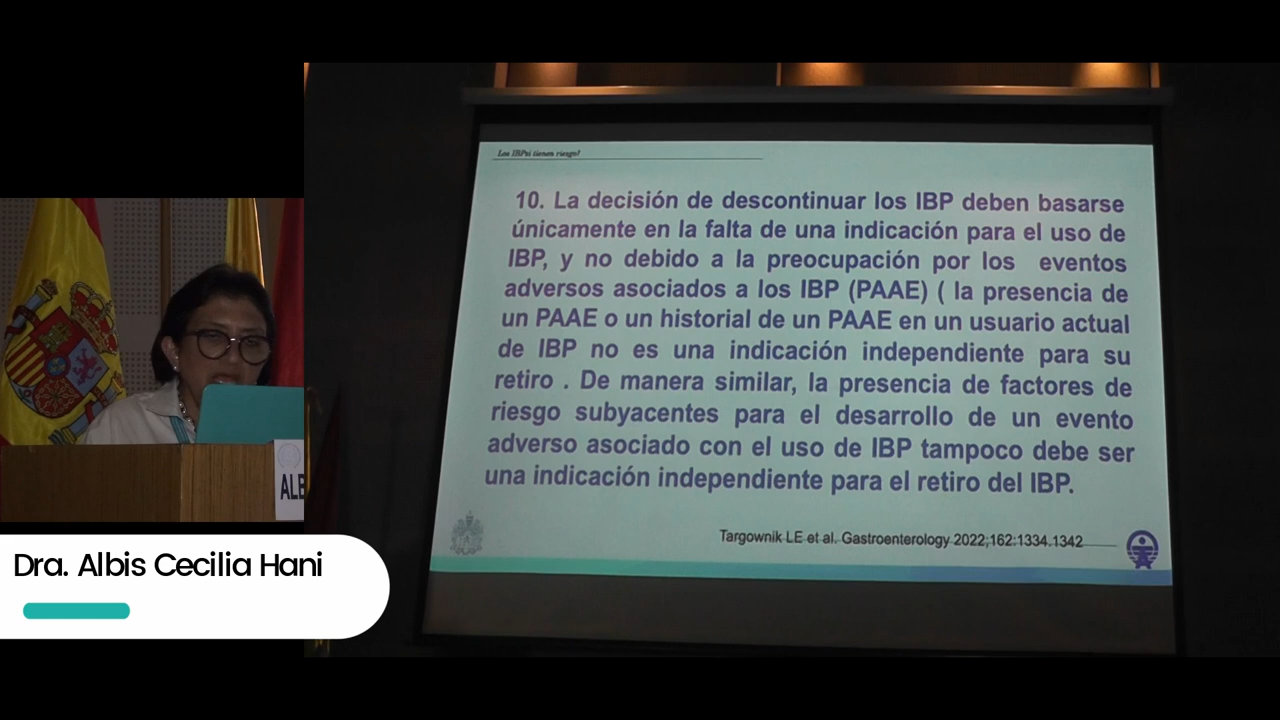 Los IBPsi tienen riesgo?
10. La decisión de descontinuar los IBP deben basarse
únicamente en la falta de una indicación para el uso de
IBP, y no debido a la preocupación por los eventos
adversos asociados a los IBP (PAAE) ( la presencia de
un PAAE o un historial de un PAAE en un usuario actual
de IBP no es una indicación independiente para su
retiro . De manera similar, la presencia de factores de
riesgo subyacentes para el desarrollo de un evento
adverso asociado con el uso de IBP tampoco debe ser
una indicación independiente para el retiro del IBP.
Targownik LE et al. Gastroenterology 2022;162:1334.1342
ALB
Dra. Albis Cecilia Hani